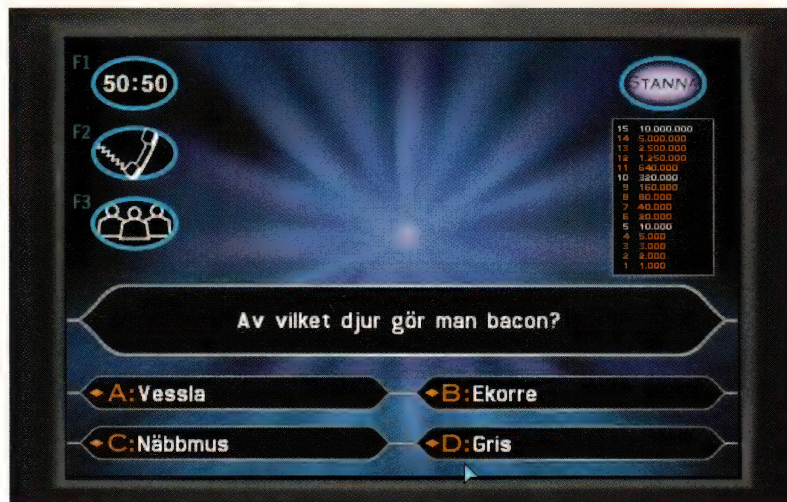 F1
50:50
STANNA
F2
F3
15 10.000.000
14 5.000.000
13 2.500.000
12 1.250.000
11 640.000
10 320.000
9 160.000
8 80.000
7 40.000
6 20.000
5 10.000
4 5.000
3 3.000
2 2.000
1 1.000
Av vilket djur gör man bacon?
A: Vessla
B: Ekorre
C: Näbbmus
D: Gris